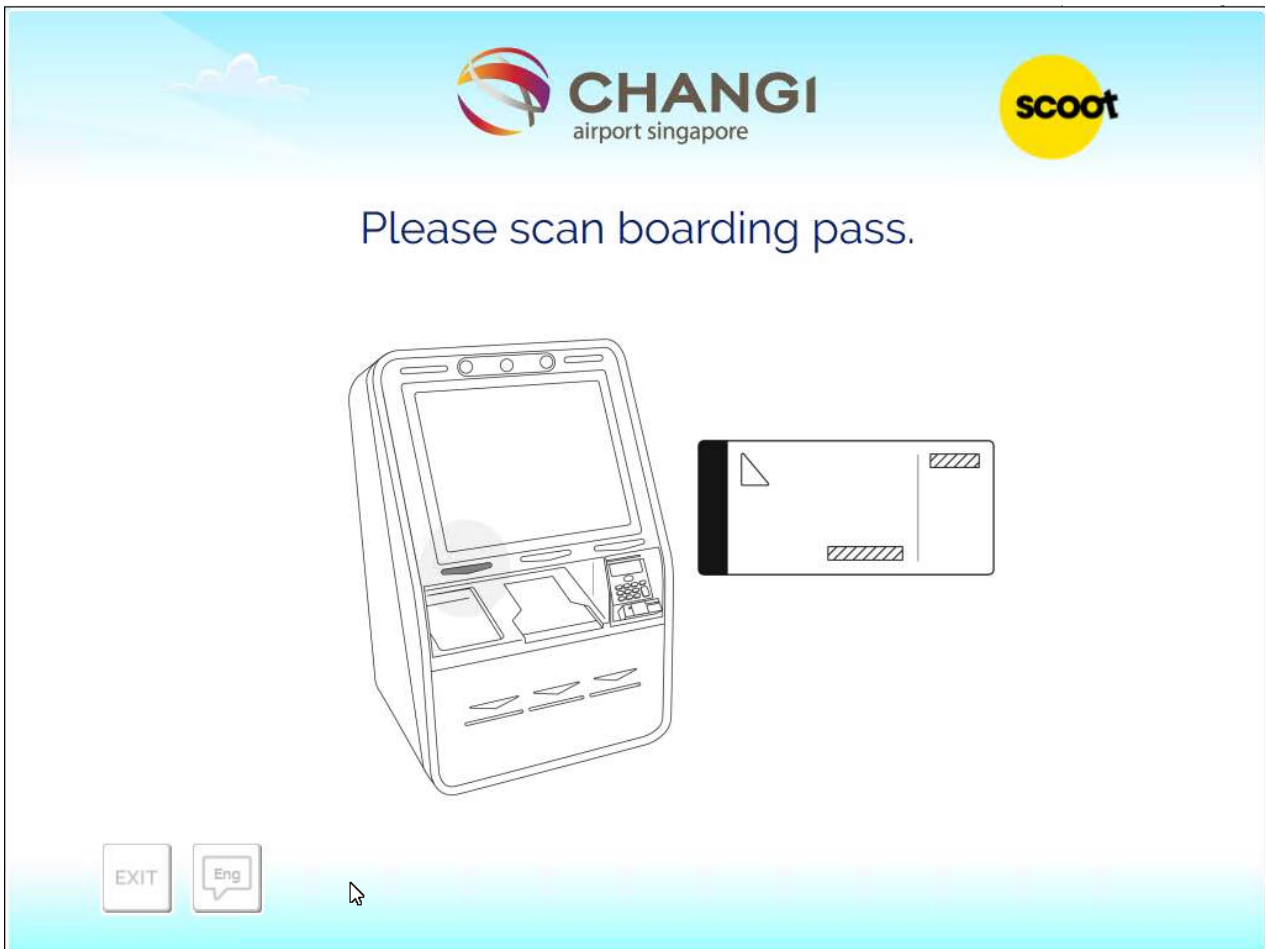 CHANGI
airport singapore
scoot
Please scan boarding pass.
EXIT
Eng